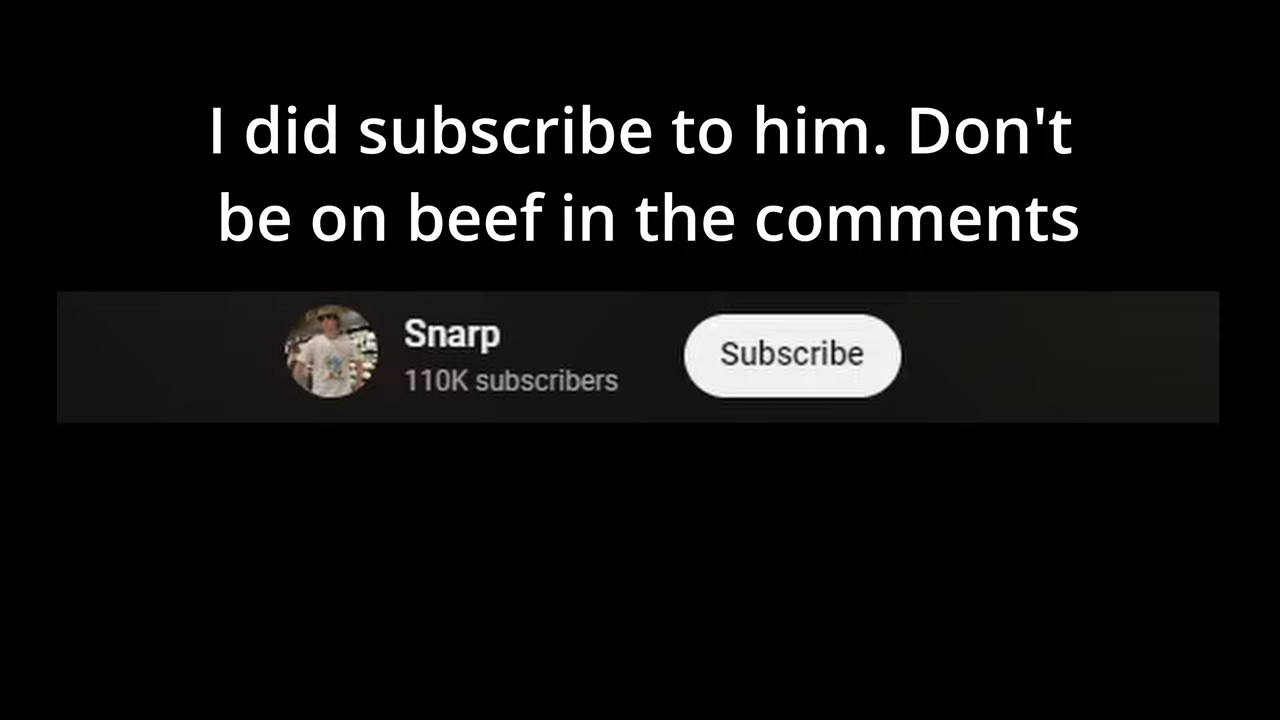 I did subscribe to him. Don't
be on beef in the comments
Snarp
Subscribe
110K subscribers